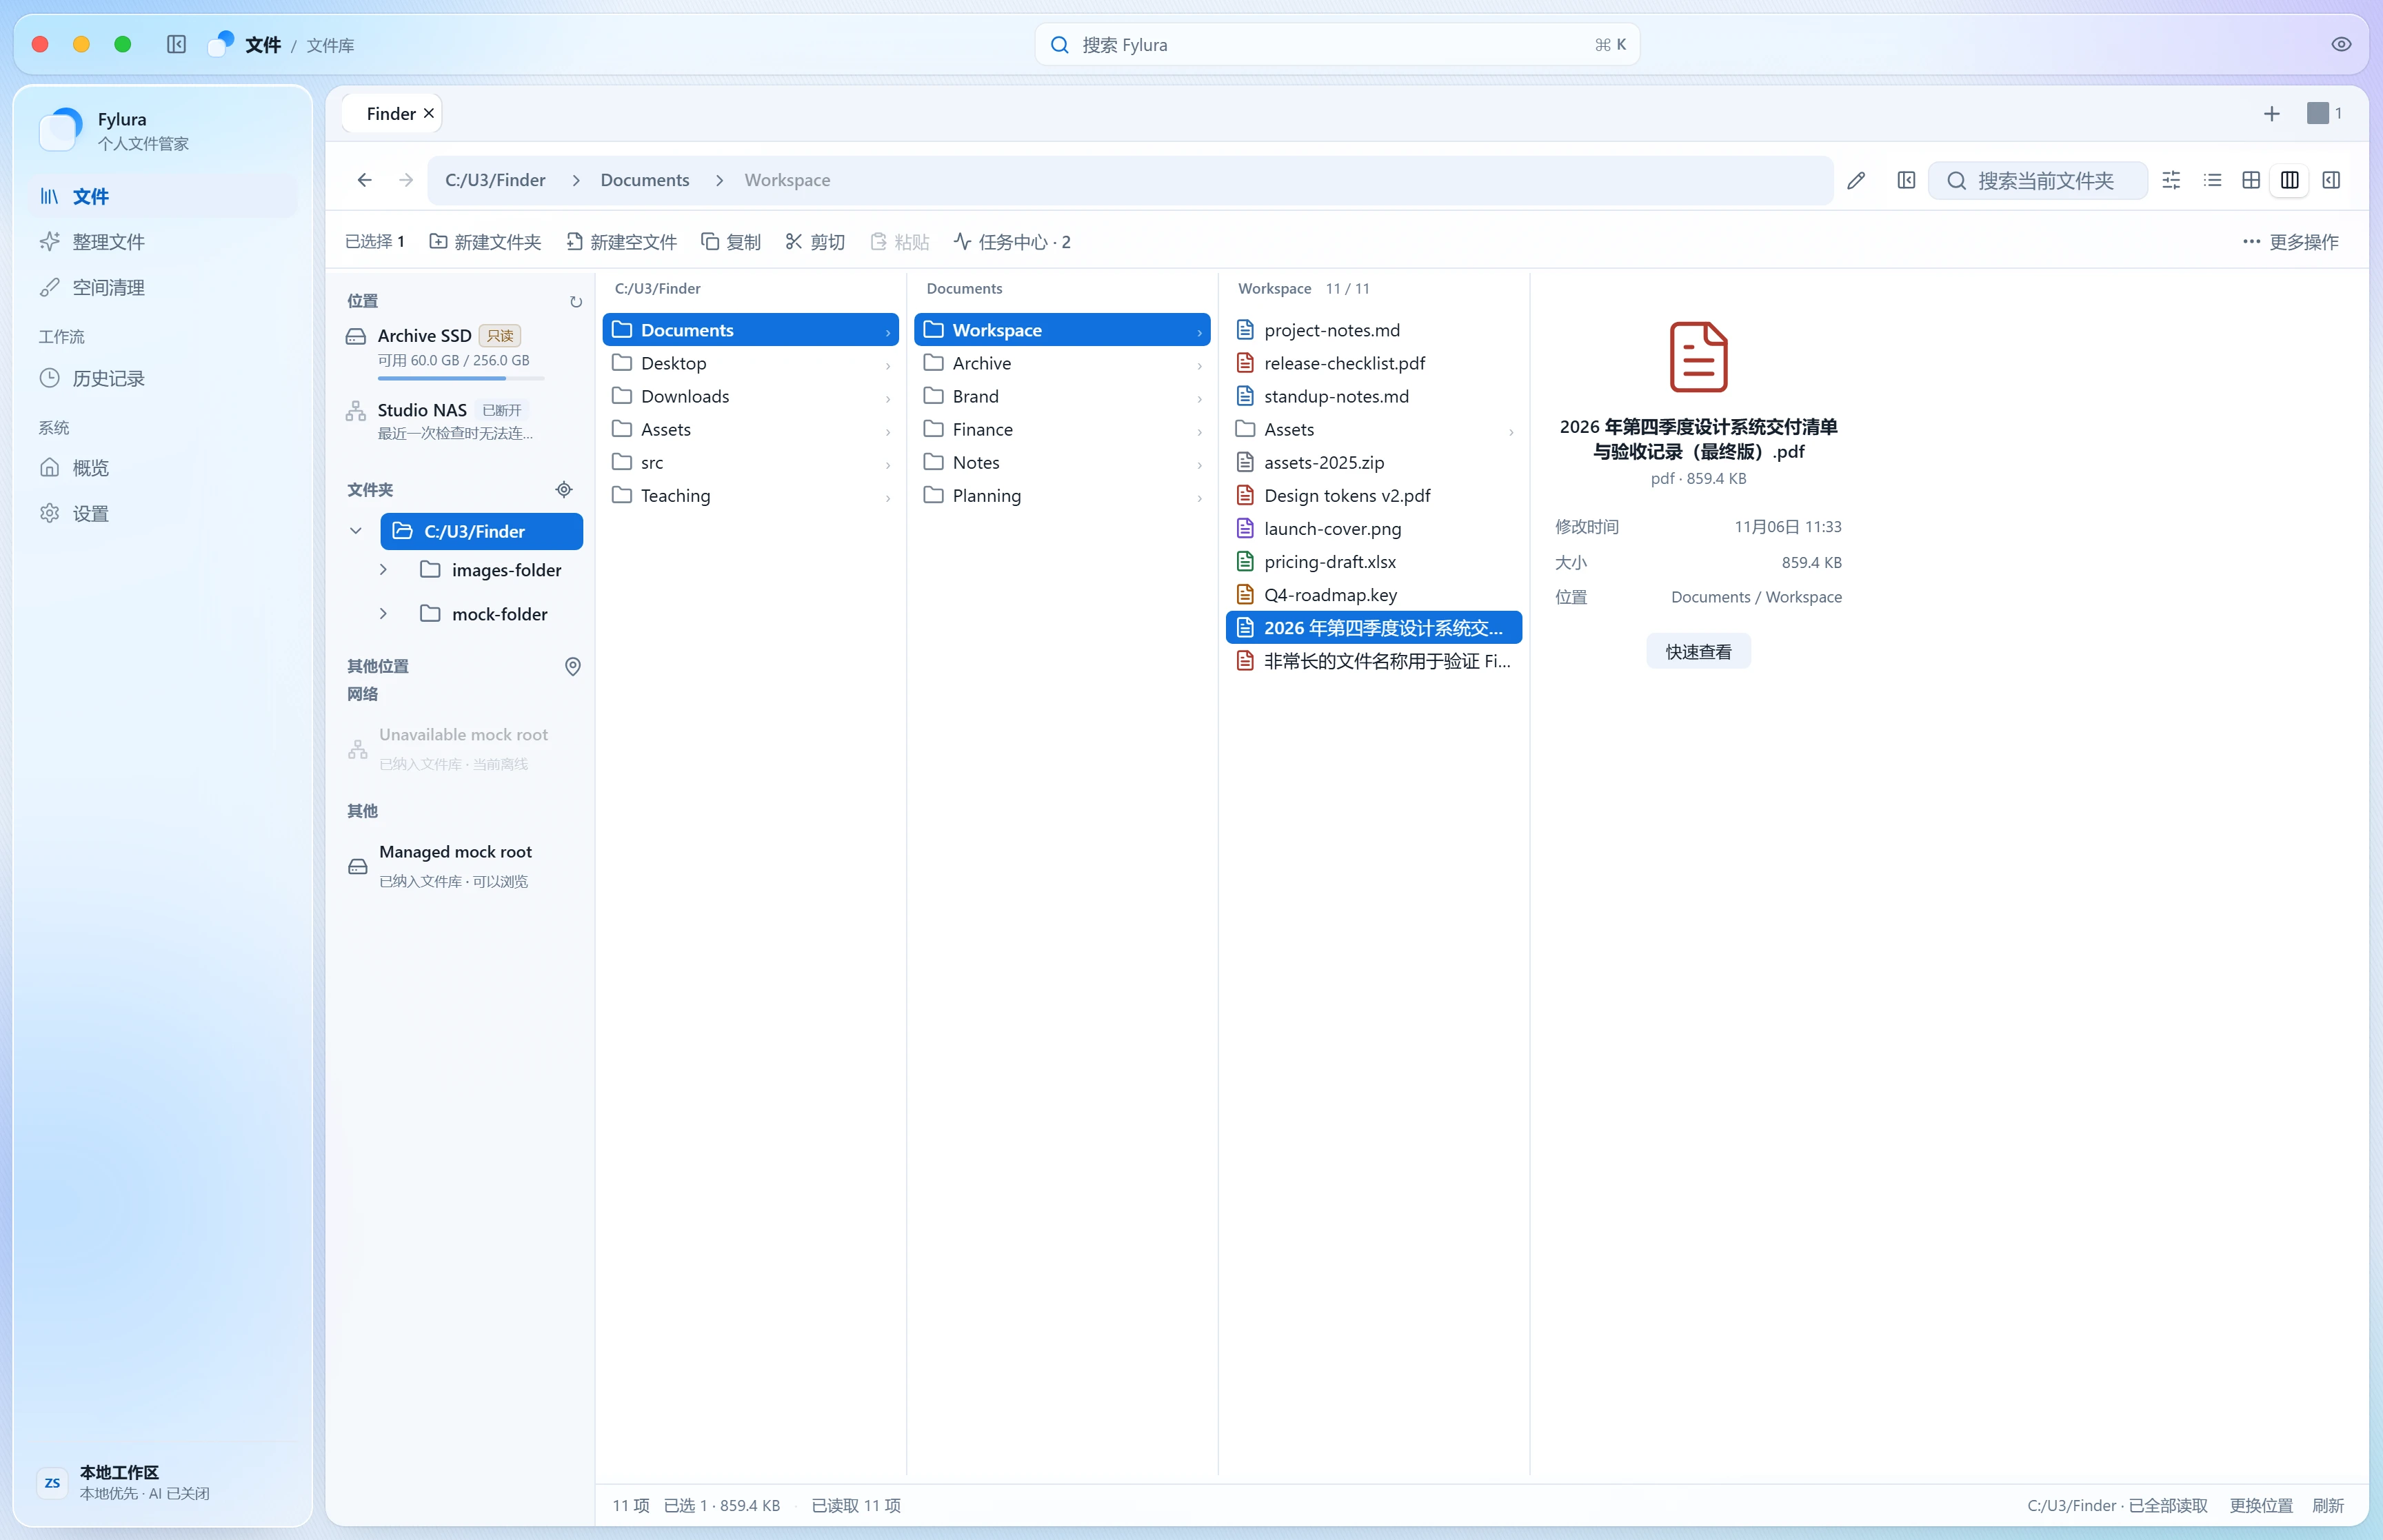 文件 / 文件库
搜索 Fylura
⌘ K
Fylura
个人文件管家
文件
整理文件
空间清理
工作流
历史记录
系统
概览
设置
ZS
本地工作区
本地优先 · AI 已关闭
Finder
1
C:/U3/Finder
Documents
Workspace
搜索当前文件夹
已选择 1
新建文件夹
新建空文件
复制
剪切
粘贴
任务中心 · 2
更多操作
位置
Archive SSD 只读
可用 60.0 GB / 256.0 GB
Studio NAS 已断开
最近一次检查时无法连...
文件夹
C:/U3/Finder
images-folder
mock-folder
其他位置
网络
Unavailable mock root
已纳入文件库 · 当前离线
其他
Managed mock root
已纳入文件库 · 可以浏览
C:/U3/Finder
Documents
Desktop
Downloads
Assets
src
Teaching
Documents
Workspace
Archive
Brand
Finance
Notes
Planning
Workspace 11 / 11
project-notes.md
release-checklist.pdf
standup-notes.md
Assets
assets-2025.zip
Design tokens v2.pdf
launch-cover.png
pricing-draft.xlsx
Q4-roadmap.key
2026 年第四季度设计系统交...
非常长的文件名称用于验证 Fi...
2026 年第四季度设计系统交付清单
与验收记录（最终版）.pdf
pdf · 859.4 KB
修改时间 11月06日 11:33
大小 859.4 KB
位置 Documents / Workspace
快速查看
11 项 已选 1 · 859.4 KB · 已读取 11 项
C:/U3/Finder · 已全部读取 更换位置 刷新